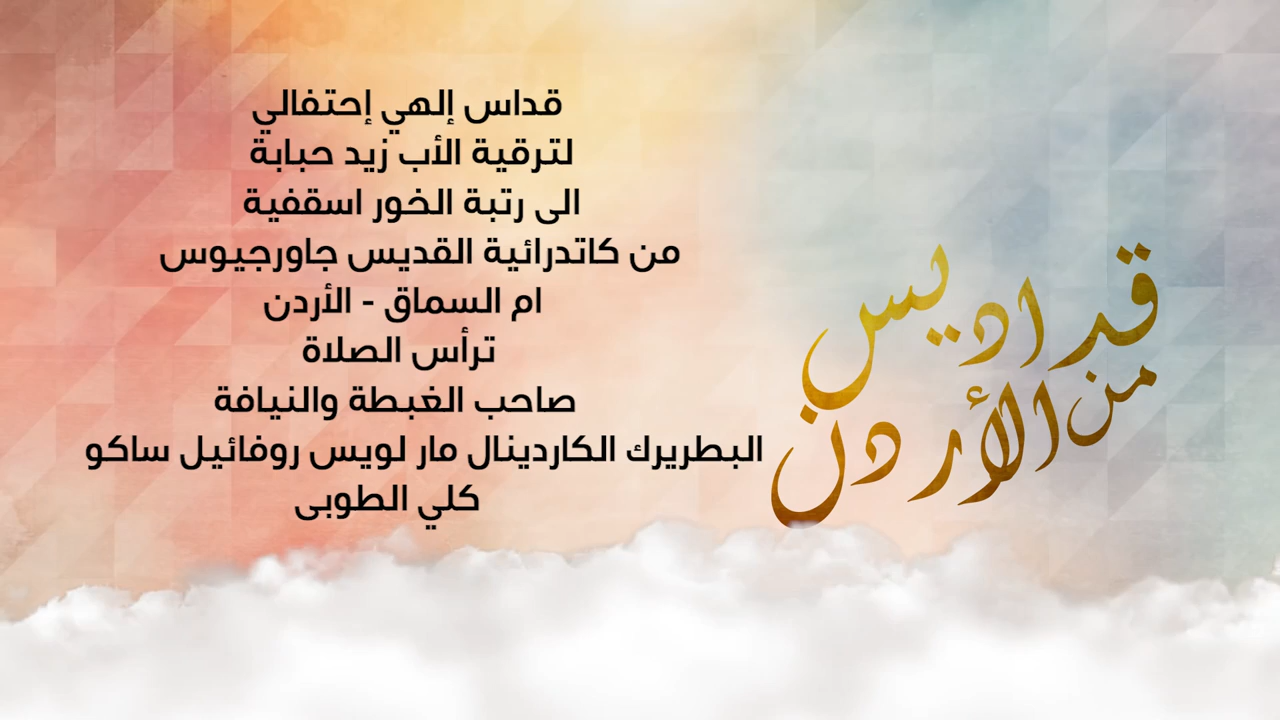 قداس إلهي إحتفالي
لترقية الأب زيد حبابة
الى رتبة الخور اسقفية
من كاتدرائية القديس جاورجيوس
ام السماق - الأردن
ترأس الصلاة
صاحب الغبطة والنيافة
البطريرك الكاردينال مار لويس روفائيل ساكو
كلي الطوبى
قداديس
من الأردن